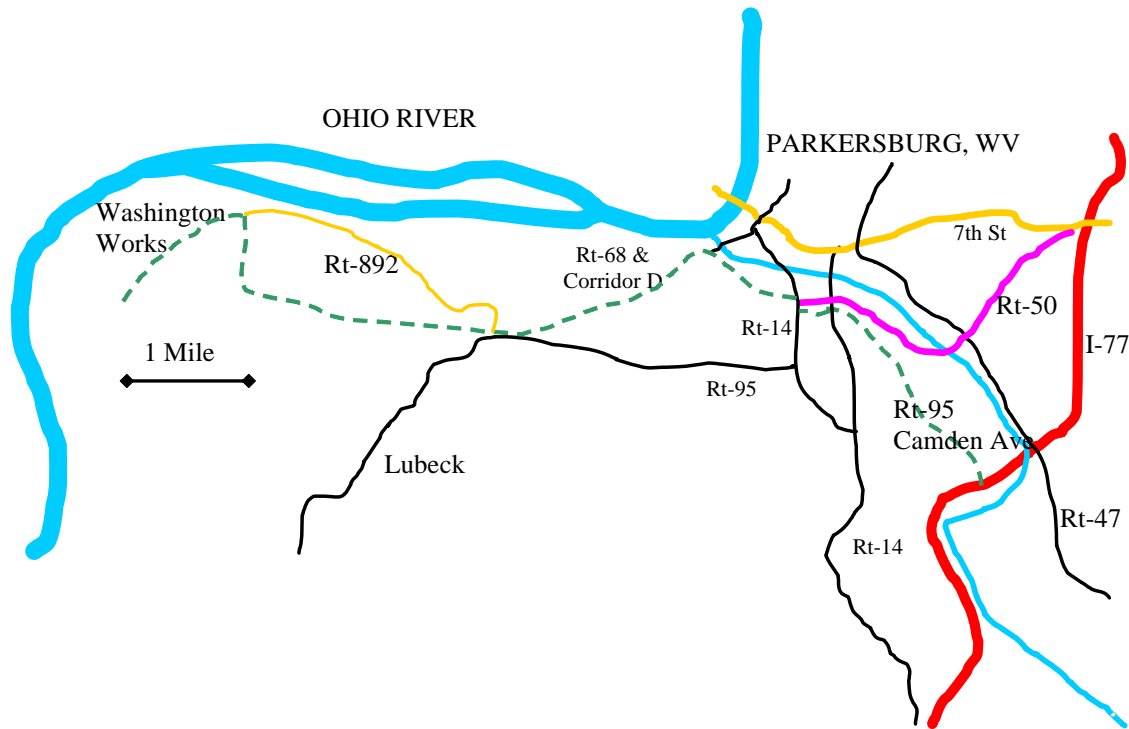 OHIO RIVER
PARKERSBURG, WV
Washington
Works
7th St
Rt-68 &
Corridor D
Rt-892
Rt-50
Rt-14
I-77
1 Mile
Rt-95
Rt-95
Camden Ave
Lubeck
Rt-47
Rt-14